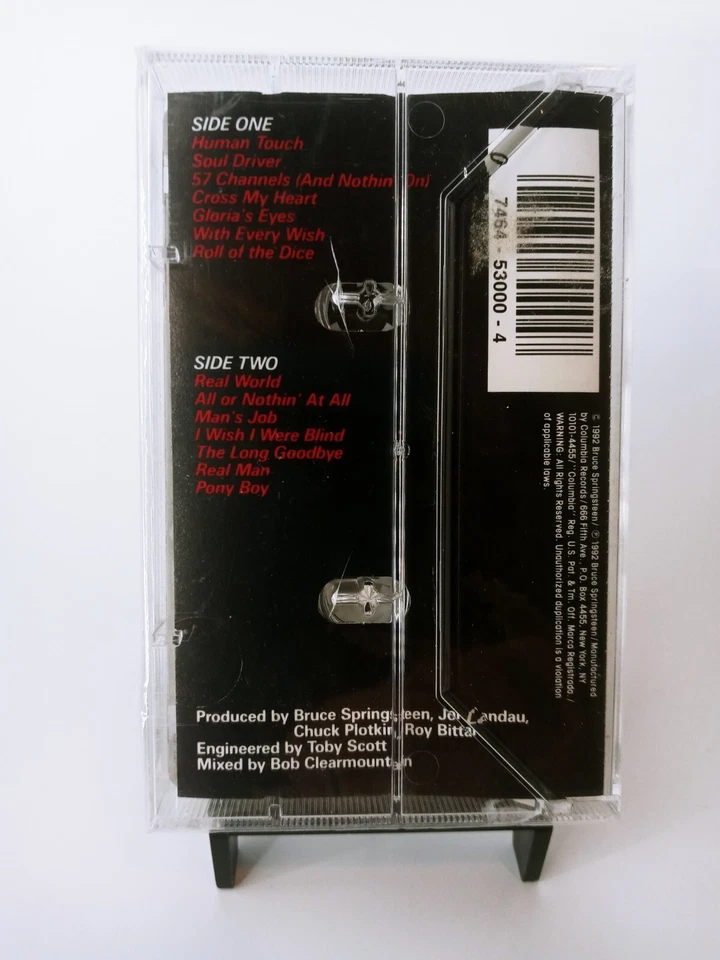 SIDE ONE
Human Touch
Soul Driver
57 Channels (And Nothin' On)
Cross My Heart
Gloria's Eyes
With Every Wish
Roll of the Dice
SIDE TWO
Real World
All or Nothin' At All
Man's Job
I Wish I Were Blind
The Long Goodbye
Real Man
Pony Boy
Produced by Bruce Springsteen, Jon Landau,
Chuck Plotkin, Roy Bittan
Engineered by Toby Scott
Mixed by Bob Clearmountain
0 7464 - 53000 - 4
© 1992 Bruce Springsteen / ℗ 1992 Bruce Springsteen / Manufactured
by Columbia Records / 666 Fifth Ave., P.O. Box 4455, New York, NY
10101-4455 / "Columbia" Reg. U.S. Pat. & Tm. Off. Marca Registrada /
WARNING: All Rights Reserved. Unauthorized duplication is a violation
of applicable laws.